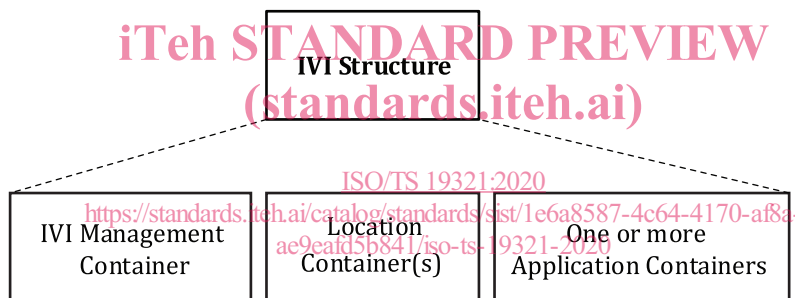 iTeh STANDARD PREVIEW
IVI Structure
(standards.iteh.ai)
ISO/TS 19321:2020
https://standards.iteh.ai/catalog/standards/sist/1e6a8587-4c64-4170-af8a-
ae9eafd5b841/iso-ts-19321-2020
IVI Management
Container
Location
Container(s)
One or more
Application Containers